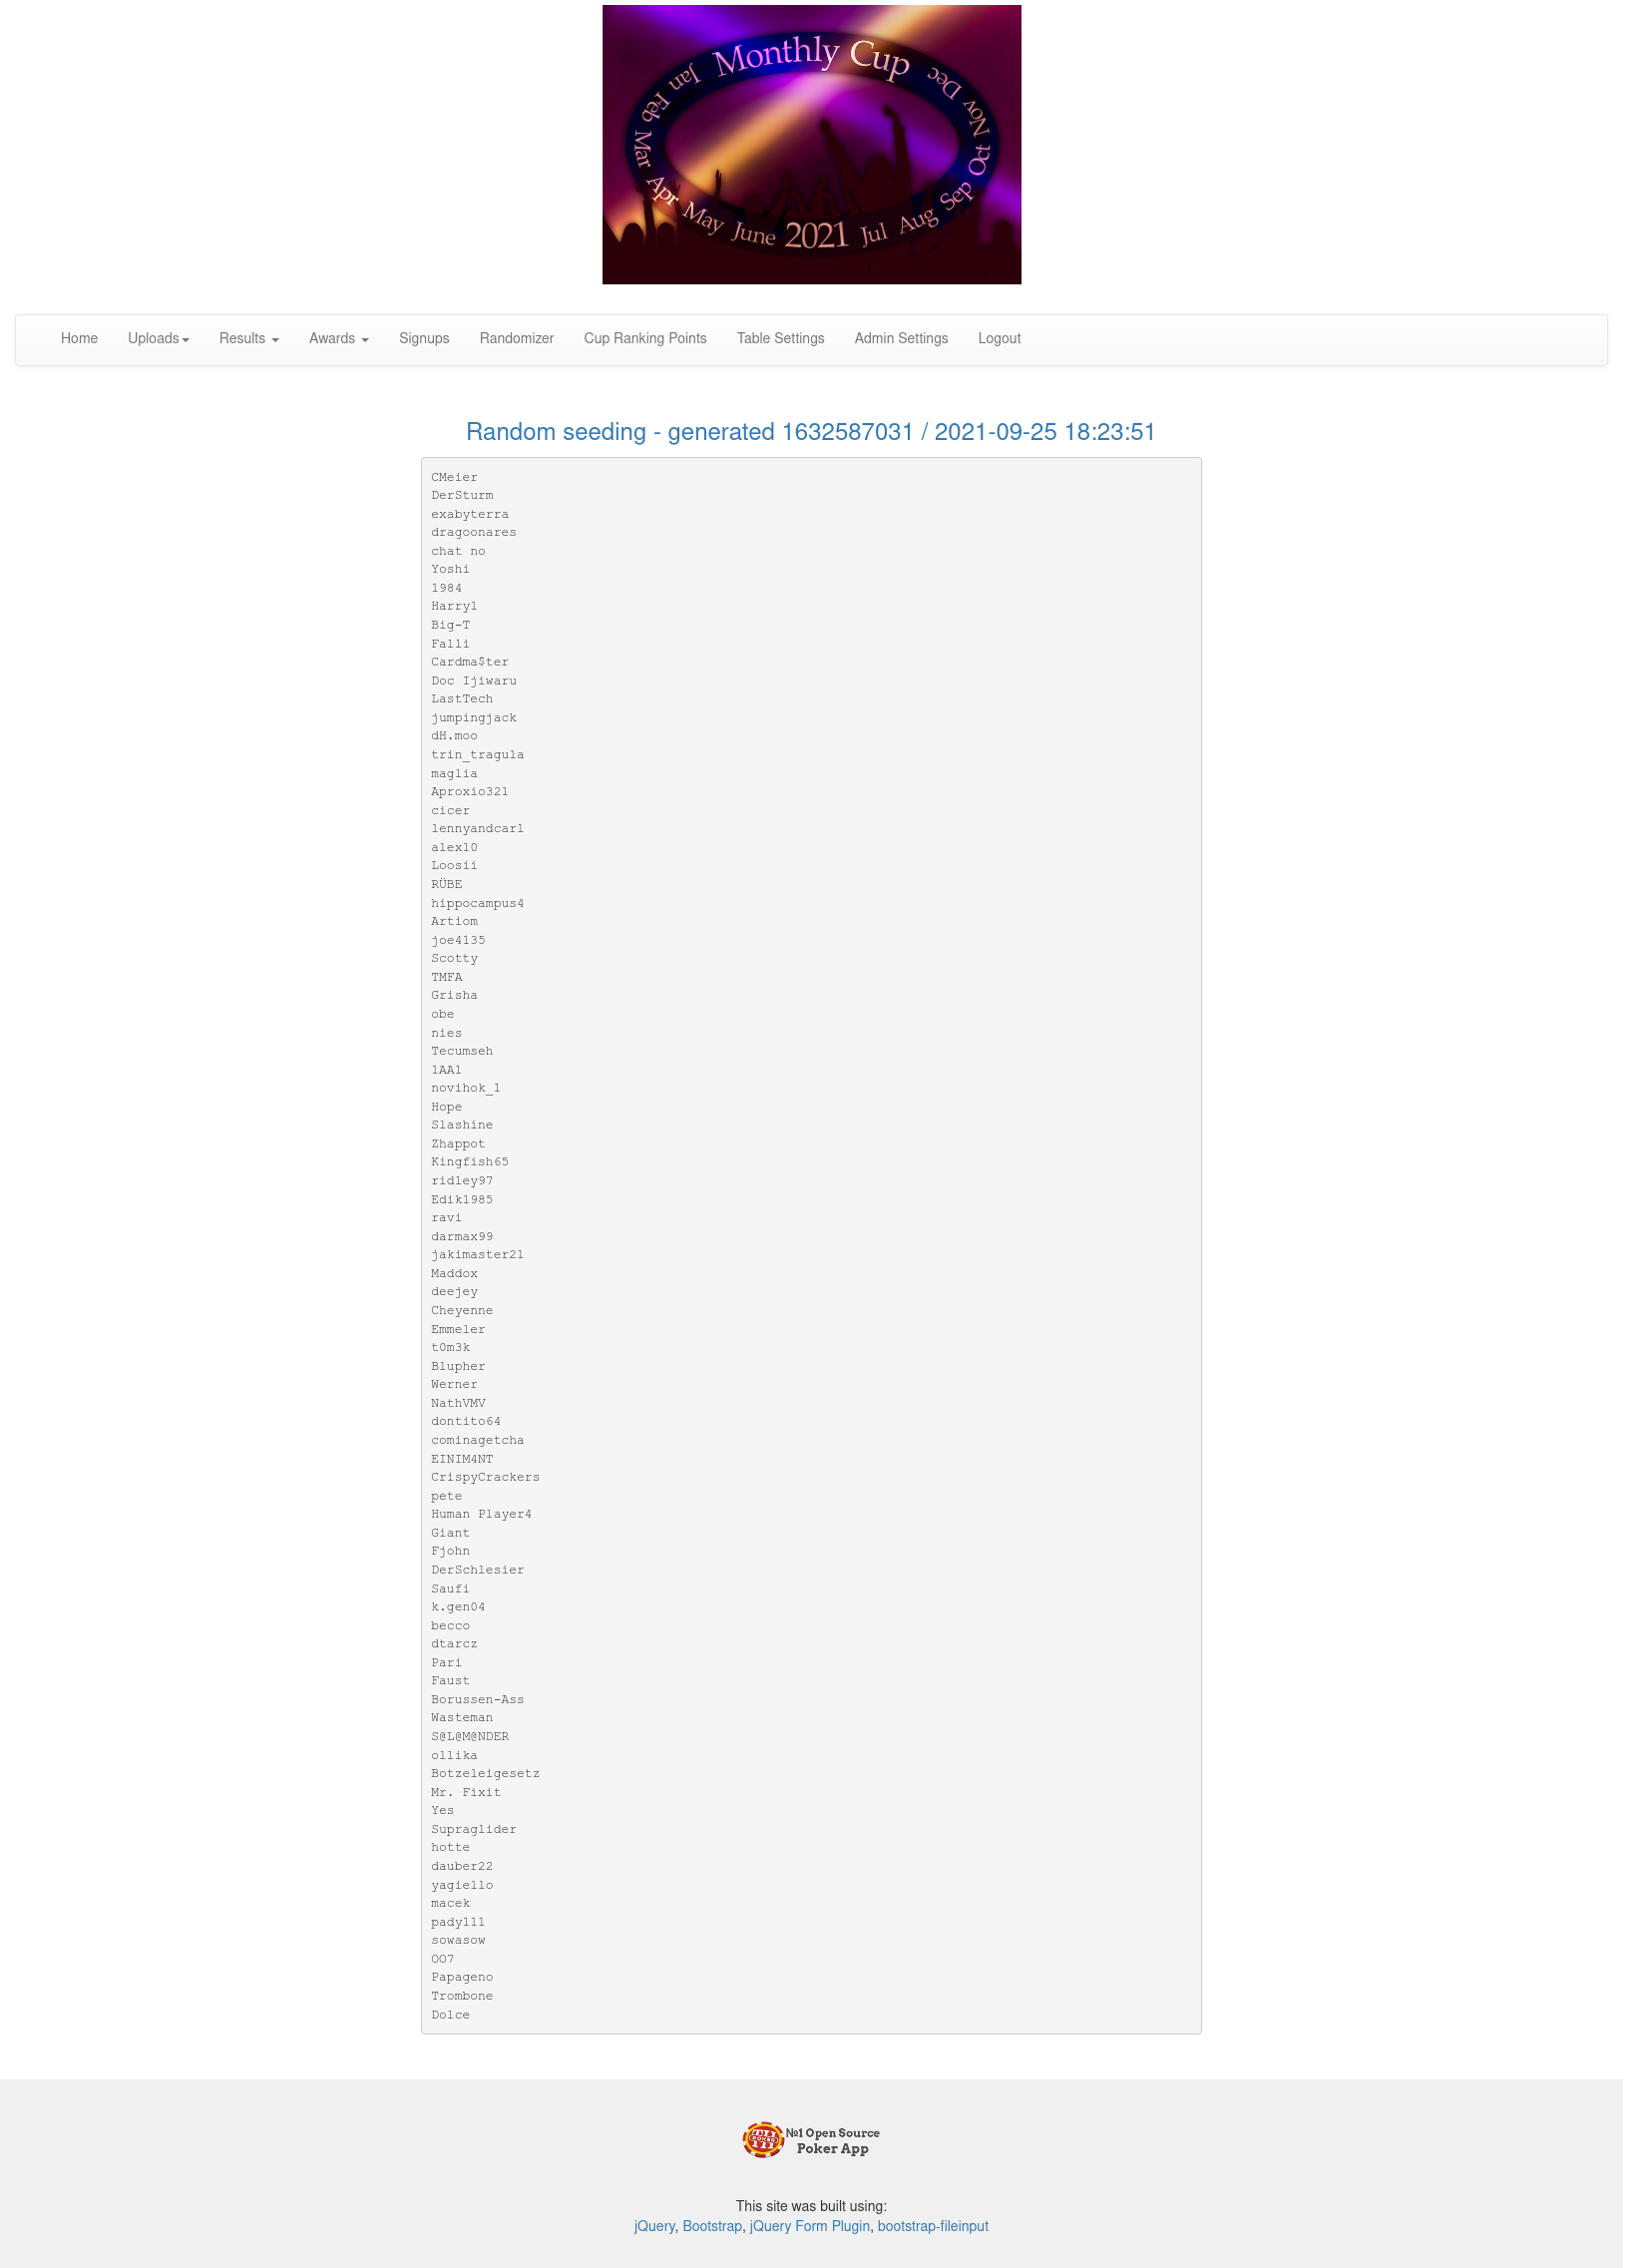 Monthly Cup
Jan Feb Mar Apr May June 2021 Jul Aug Sep Oct Nov Dec
Home Uploads Results Awards Signups Randomizer Cup Ranking Points Table Settings Admin Settings Logout
Random seeding - generated 1632587031 / 2021-09-25 18:23:51
CMeier
DerSturm
exabyterra
dragoonares
chat no
Yoshi
1984
Harry1
Big-T
Falli
Cardma$ter
Doc Ijiwaru
LastTech
jumpingjack
dH.moo
trin_tragula
maglia
Aproxio321
cicer
lennyandcarl
alex10
Loosii
RÜBE
hippocampus4
Artiom
joe4135
Scotty
TMFA
Grisha
obe
nies
Tecumseh
1AA1
novihok_1
Hope
Slashine
Zhappot
Kingfish65
ridley97
Edik1985
ravi
darmax99
jakimaster21
Maddox
deejey
Cheyenne
Emmeler
t0m3k
Blupher
Werner
NathVMV
dontito64
cominagetcha
EINIM4NT
CrispyCrackers
pete
Human Player4
Giant
Fjohn
DerSchlesier
Saufi
k.gen04
becco
dtarcz
Pari
Faust
Borussen-Ass
Wasteman
S@L@M@NDER
ollika
Botzeleigesetz
Mr. Fixit
Yes
Supraglider
hotte
dauber22
yagiello
macek
pady111
sowasow
OO7
Papageno
Trombone
Dolce
POKER TH
№1 Open Source
Poker App
This site was built using:
jQuery, Bootstrap, jQuery Form Plugin, bootstrap-fileinput